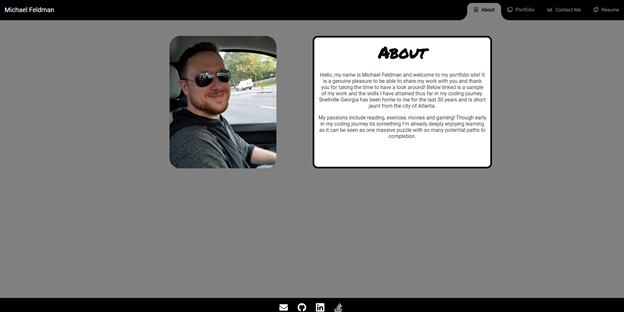 Michael Feldman
About
Portfolio
Contact Me
Resume
About
Hello, my name is Michael Feldman and welcome to my portfolio site! It
is a genuine pleasure to be able to share my work with you and thank
you for taking the time to have a look around! Below linked is a sample
of my work and the skills I have attained thus far in my coding journey.
Snellville Georgia has been home to me for the last 30 years and is short
jaunt from the city of Atlanta.
My passions include reading, exercise, movies and gaming! Though early
in my coding journey its something I'm already deeply enjoying learning
as it can be seen as one massive puzzle with so many potential paths to
completion.